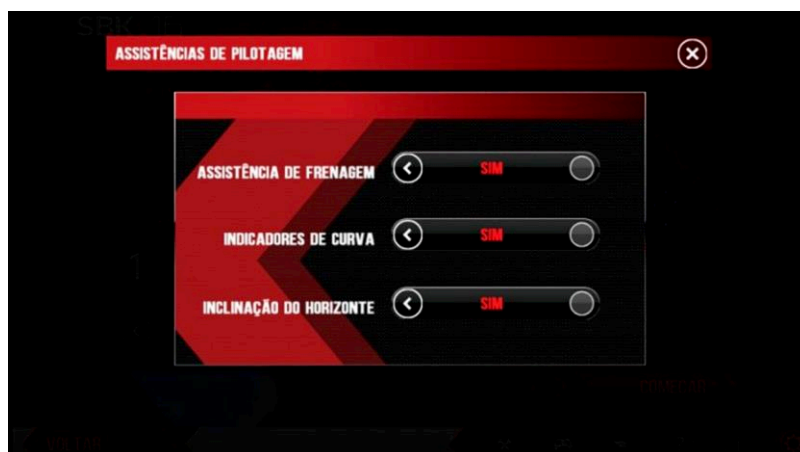 ASSISTÊNCIAS DE PILOTAGEM
ASSISTÊNCIA DE FRENAGEM SIM
INDICADORES DE CURVA SIM
INCLINAÇÃO DO HORIZONTE SIM